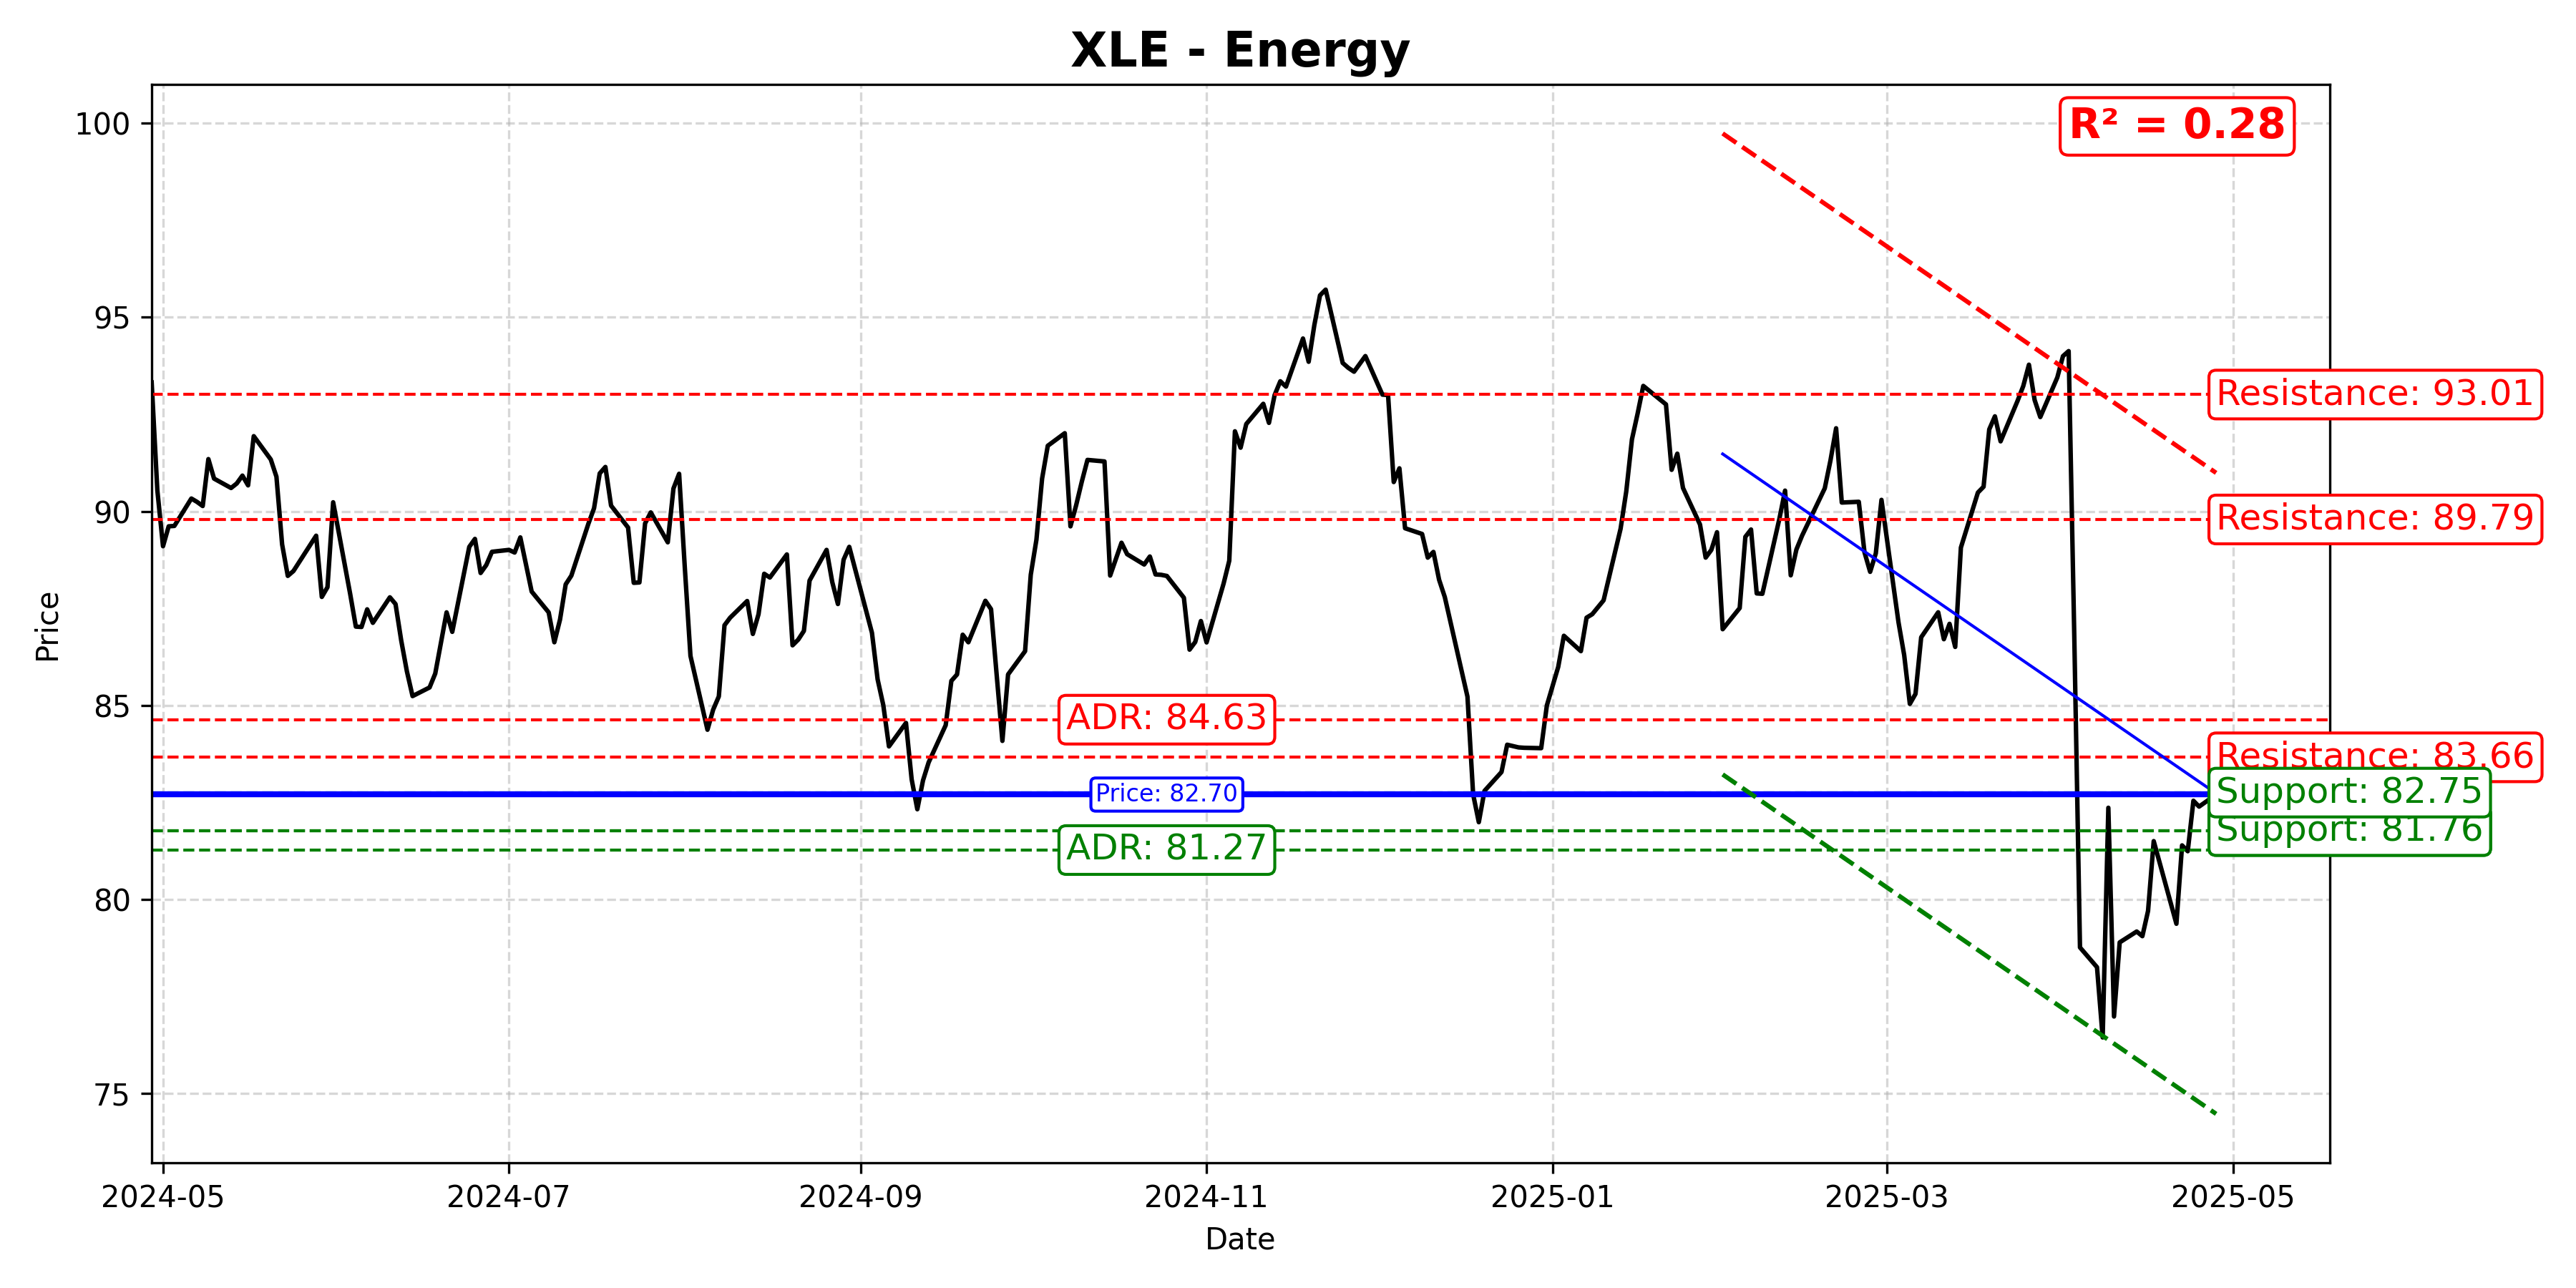 XLE - Energy
R² = 0.28
100
95
90
85
80
75
Price
Resistance: 93.01
Resistance: 89.79
ADR: 84.63
Resistance: 83.66
Price: 82.70
Support: 82.75
Support: 81.76
ADR: 81.27
2024-05
2024-07
2024-09
2024-11
2025-01
2025-03
2025-05
Date